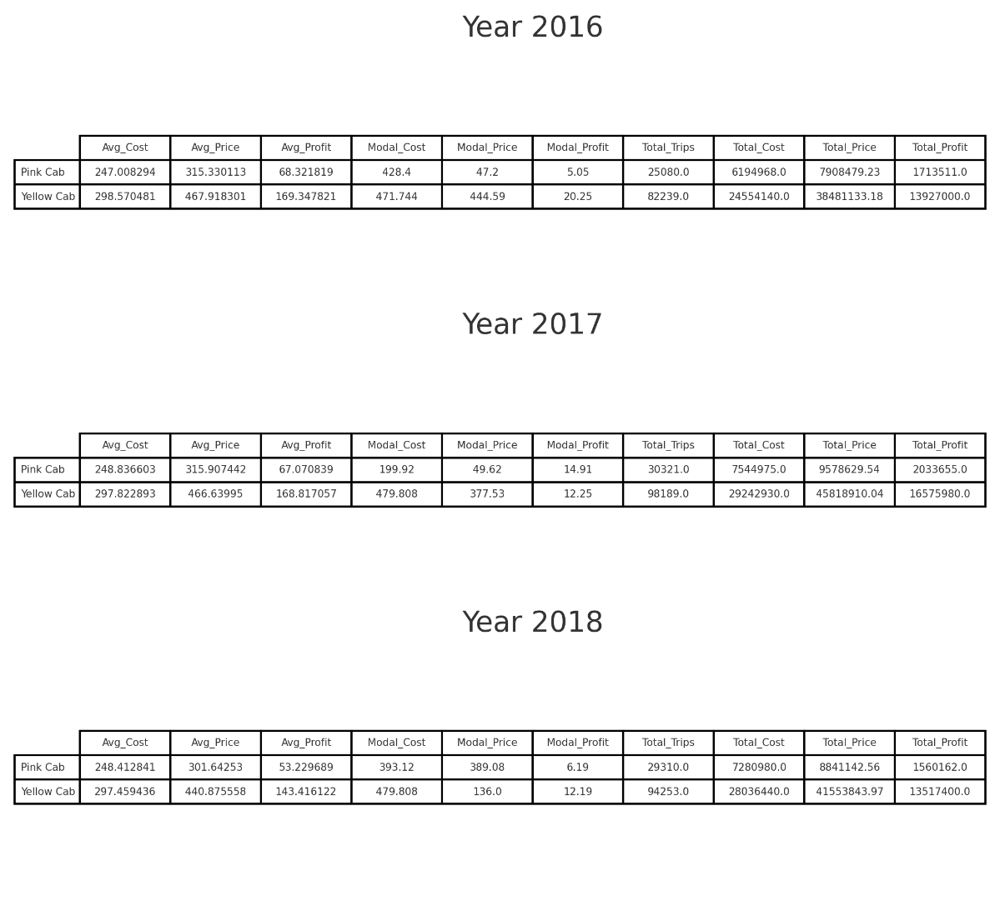 Year 2016
Avg_Cost Avg_Price Avg_Profit Modal_Cost Modal_Price Modal_Profit Total_Trips Total_Cost Total_Price Total_Profit
Pink Cab 247.008294 315.330113 68.321819 428.4 47.2 5.05 25080.0 6194968.0 7908479.23 1713511.0
Yellow Cab 298.570481 467.918301 169.347821 471.744 444.59 20.25 82239.0 24554140.0 38481133.18 13927000.0
Year 2017
Avg_Cost Avg_Price Avg_Profit Modal_Cost Modal_Price Modal_Profit Total_Trips Total_Cost Total_Price Total_Profit
Pink Cab 248.836603 315.907442 67.070839 199.92 49.62 14.91 30321.0 7544975.0 9578629.54 2033655.0
Yellow Cab 297.822893 466.63995 168.817057 479.808 377.53 12.25 98189.0 29242930.0 45818910.04 16575980.0
Year 2018
Avg_Cost Avg_Price Avg_Profit Modal_Cost Modal_Price Modal_Profit Total_Trips Total_Cost Total_Price Total_Profit
Pink Cab 248.412841 301.64253 53.229689 393.12 389.08 6.19 29310.0 7280980.0 8841142.56 1560162.0
Yellow Cab 297.459436 440.875558 143.416122 479.808 136.0 12.19 94253.0 28036440.0 41553843.97 13517400.0